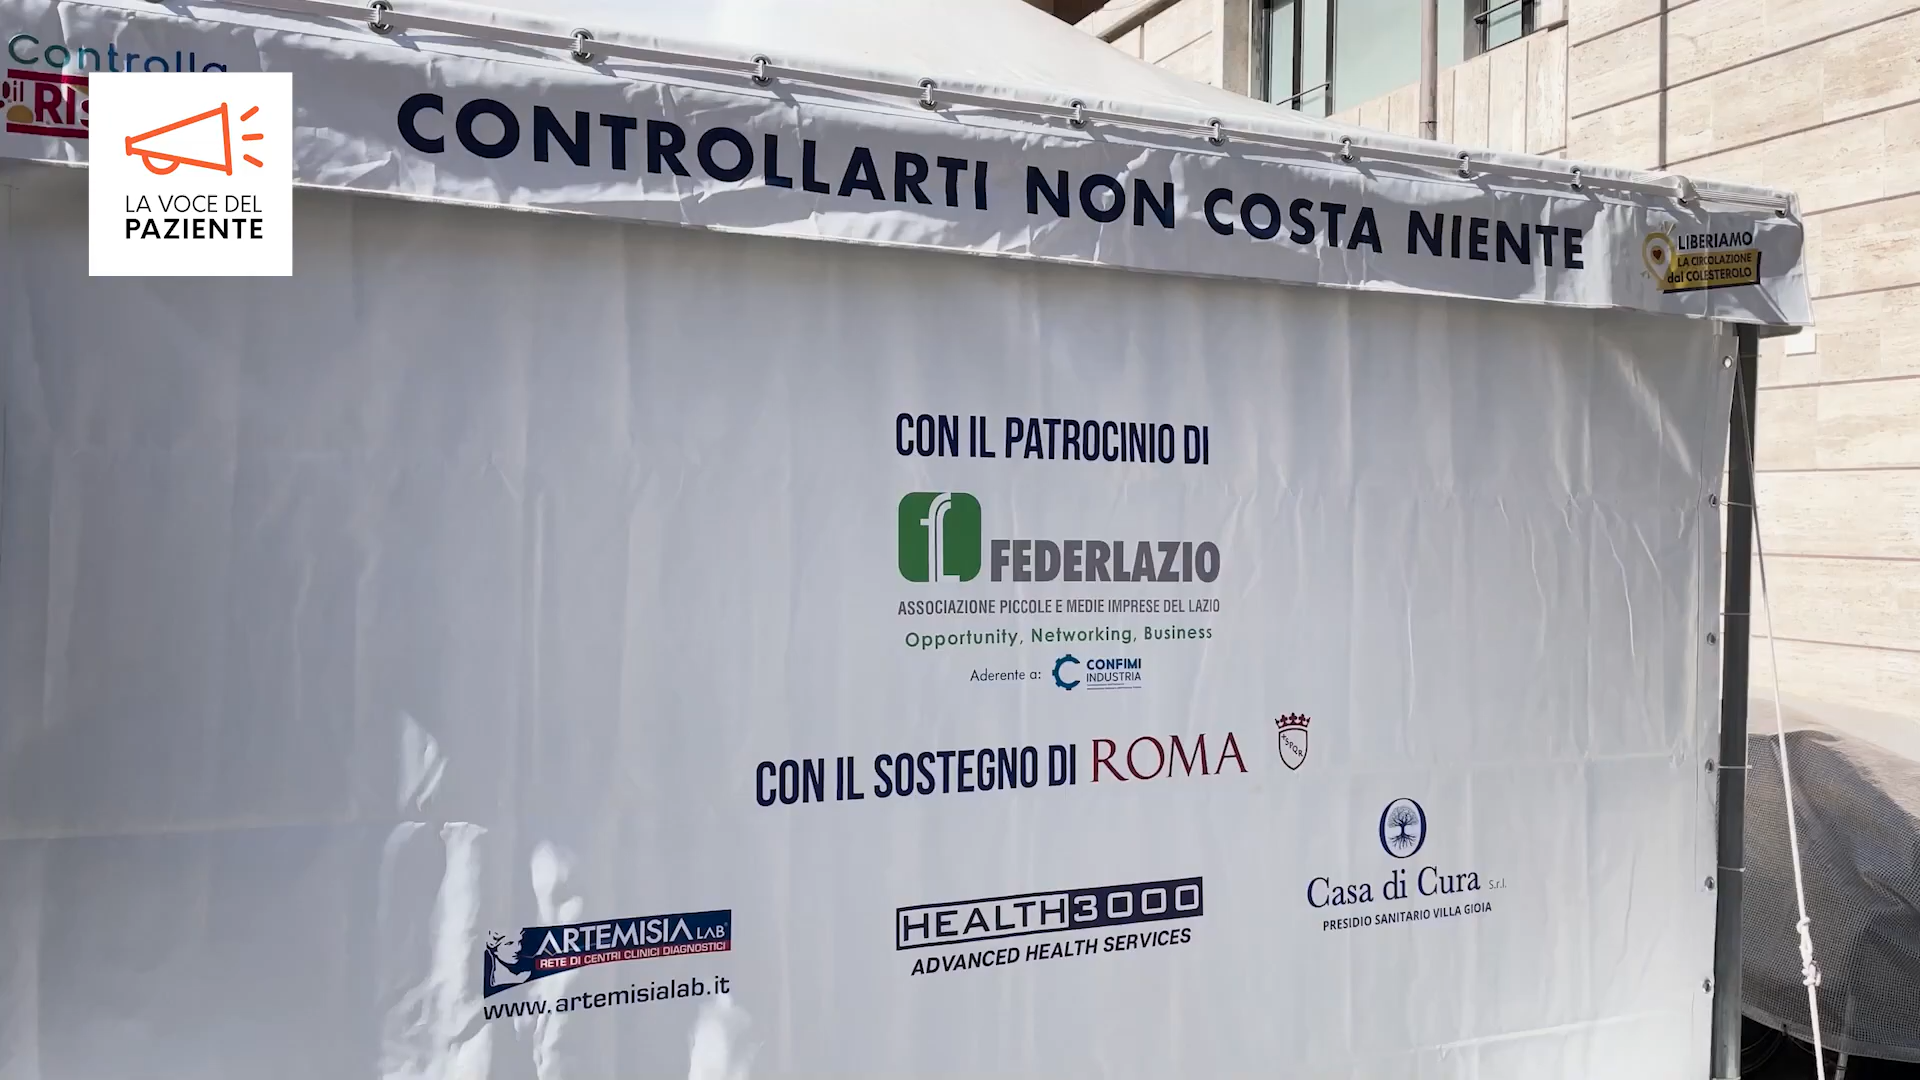 Controlla
il
LA VOCE DEL
PAZIENTE
CONTROLLARTI NON COSTA NIENTE
LIBERIAMO
LA CIRCOLAZIONE
dal COLESTEROLO
CON IL PATROCINIO DI
FEDERLAZIO
ASSOCIAZIONE PICCOLE E MEDIE IMPRESE DEL LAZIO
Opportunity, Networking, Business
Aderente a: CONFIMI
INDUSTRIA
CON IL SOSTEGNO DI ROMA
SPQR
ARTEMISIA LAB
RETE DI CENTRI CLINICI DIAGNOSTICI
www.artemisialab.it
HEALTH3000
ADVANCED HEALTH SERVICES
Casa di Cura S.r.l.
PRESIDIO SANITARIO VILLA GIOIA